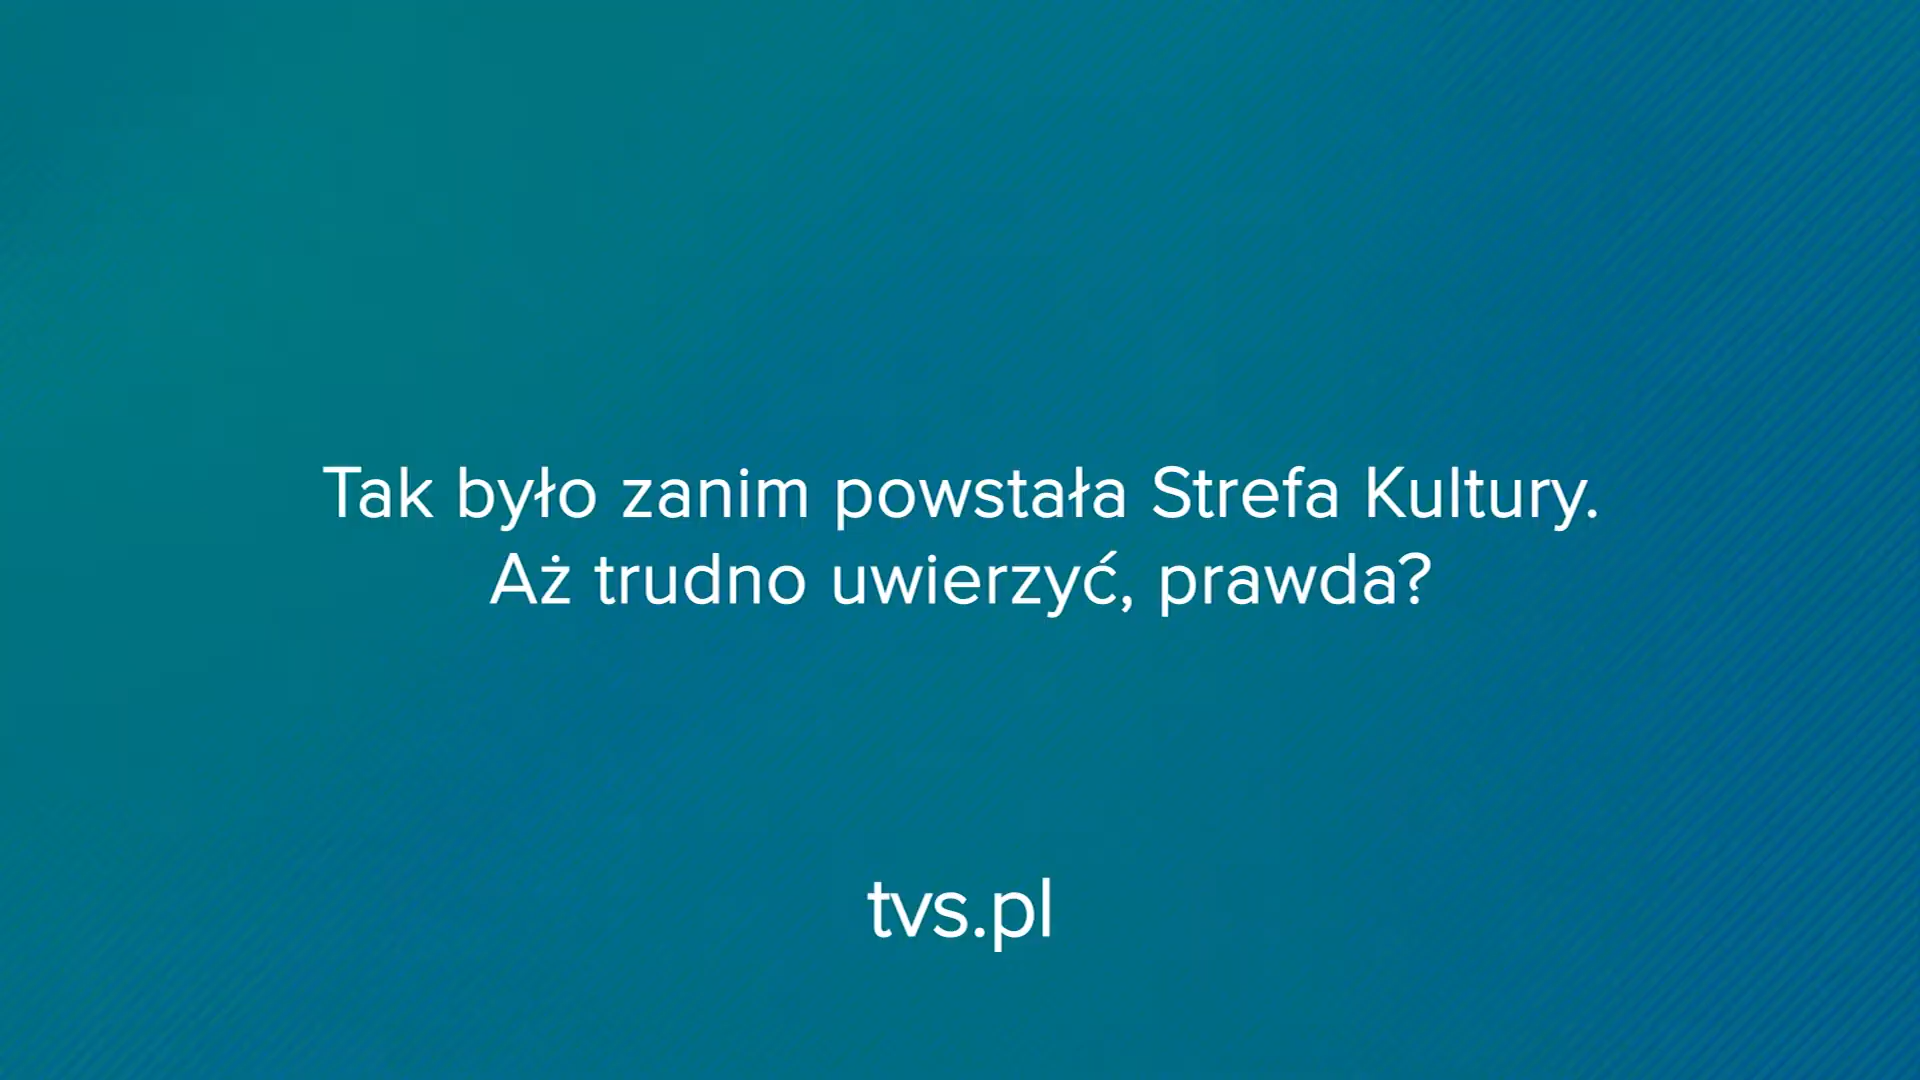 Tak było zanim powstała Strefa Kultury.
Aż trudno uwierzyć, prawda?
tvs.pl